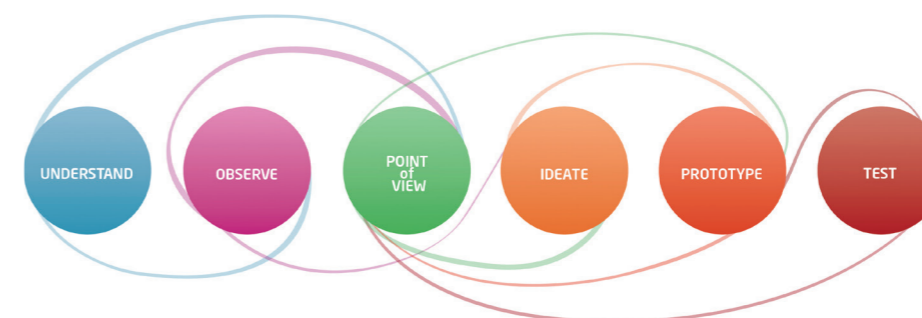 UNDERSTAND
OBSERVE
POINT
of
VIEW
IDEATE
PROTOTYPE
TEST